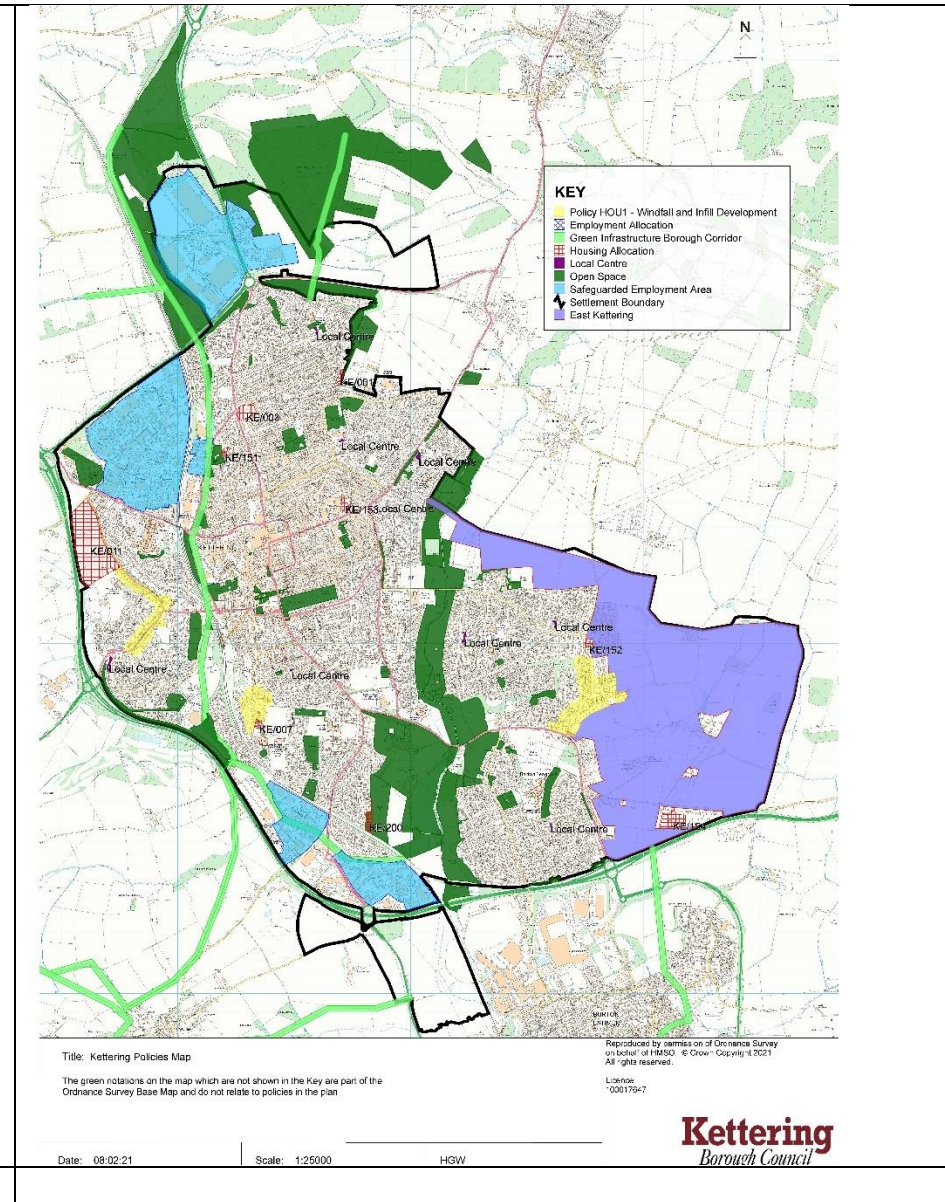 N
KEY
Policy HOU1 - Windfall and Infill Development
Employment Allocation
Green Infrastructure Borough Corridor
Housing Allocation
Local Centre
Open Space
Safeguarded Employment Area
Settlement Boundary
East Kettering
Local Centre
KE/001
KE/003
Local Centre
KE/151
Local Centre
KE/153
Local Centre
KE/011
Local Centre
Local Centre
KE/152
Local Centre
Local Centre
KE/007
KE/200
Local Centre
KE/154
BURTON
LATIMER
Title: Kettering Policies Map
The green notations on the map which are not shown in the Key are part of the
Ordnance Survey Base Map and do not relate to policies in the plan
Reproduced by permission of Ordnance Survey
on behalf of HMSO. © Crown Copyright 2021
All rights reserved.
Licence
100017647
Kettering
Borough Council
Date: 08:02:21
Scale: 1:25000
HGW